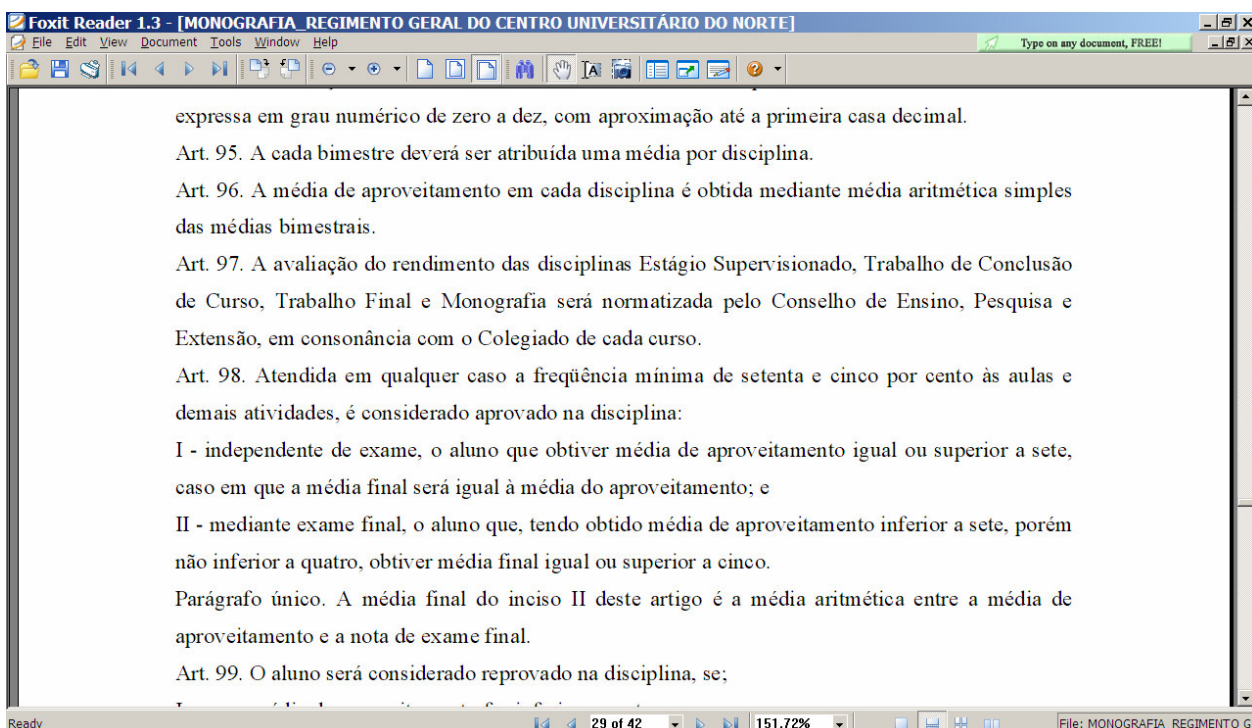 Foxit Reader 1.3 - [MONOGRAFIA_REGIMENTO GERAL DO CENTRO UNIVERSITÁRIO DO NORTE]
File Edit View Document Tools Window Help
Type on any document, FREE!
expressa em grau numérico de zero a dez, com aproximação até a primeira casa decimal.
Art. 95. A cada bimestre deverá ser atribuída uma média por disciplina.
Art. 96. A média de aproveitamento em cada disciplina é obtida mediante média aritmética simples
das médias bimestrais.
Art. 97. A avaliação do rendimento das disciplinas Estágio Supervisionado, Trabalho de Conclusão
de Curso, Trabalho Final e Monografia será normatizada pelo Conselho de Ensino, Pesquisa e
Extensão, em consonância com o Colegiado de cada curso.
Art. 98. Atendida em qualquer caso a freqüência mínima de setenta e cinco por cento às aulas e
demais atividades, é considerado aprovado na disciplina:
I - independente de exame, o aluno que obtiver média de aproveitamento igual ou superior a sete,
caso em que a média final será igual à média do aproveitamento; e
II - mediante exame final, o aluno que, tendo obtido média de aproveitamento inferior a sete, porém
não inferior a quatro, obtiver média final igual ou superior a cinco.
Parágrafo único. A média final do inciso II deste artigo é a média aritmética entre a média de
aproveitamento e a nota de exame final.
Art. 99. O aluno será considerado reprovado na disciplina, se;
Ready 29 of 42 151.72% File: MONOGRAFIA_REGIMENTO G